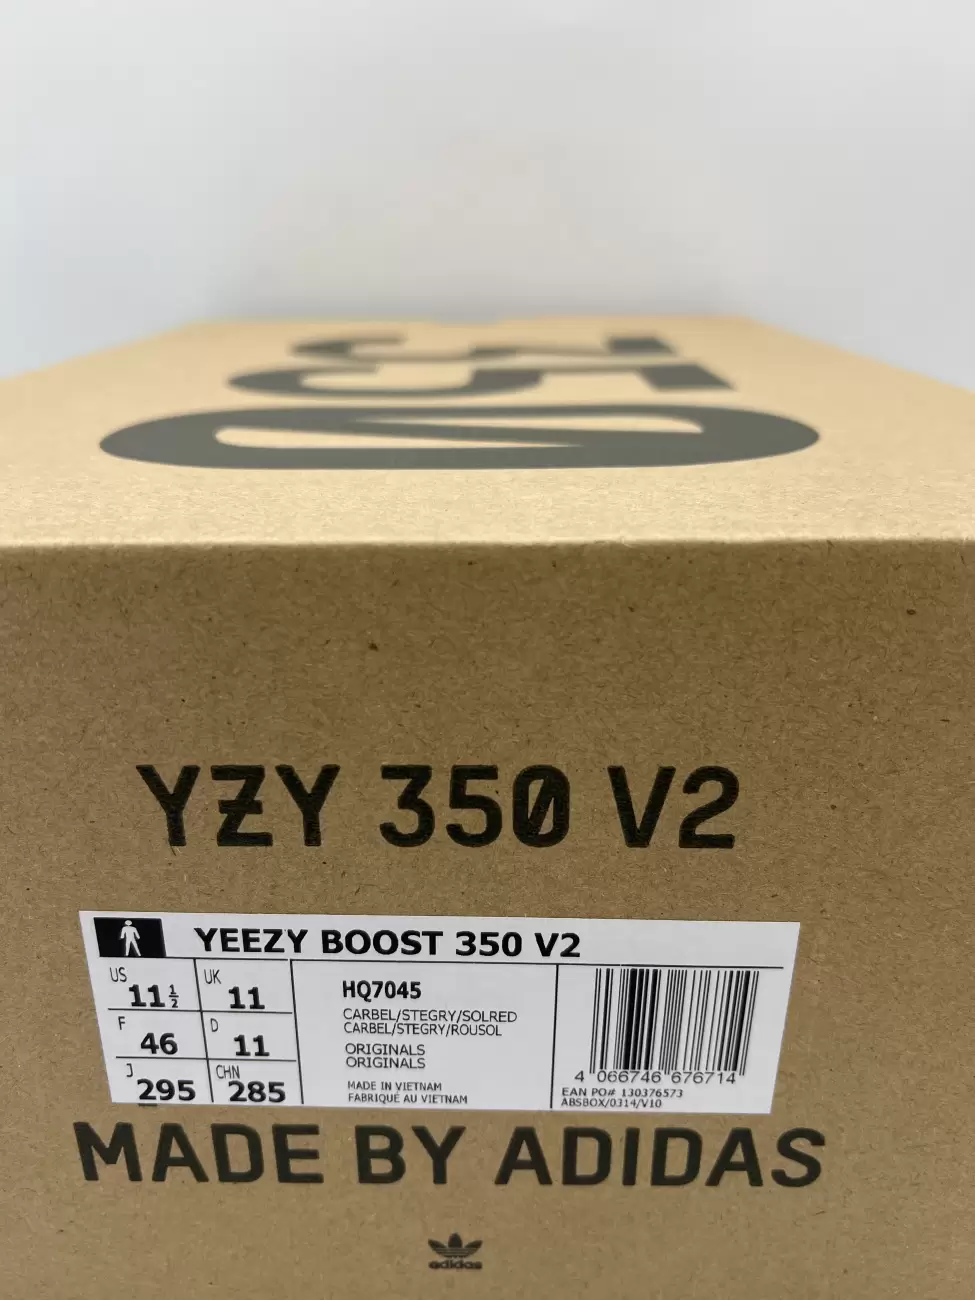 350
YZY 350 V2
YEEZY BOOST 350 V2
US 11½ UK 11
F 46 D 11
J 295 CHN 285
HQ7045
CARBEL/STEGRY/SOLRED
CARBEL/STEGRY/ROUSOL
ORIGINALS
ORIGINALS
MADE IN VIETNAM
FABRIQUÉ AU VIETNAM
4 066746 676714
EAN PO# 130376573
ABSBOX/0314/V10
MADE BY ADIDAS
adidas